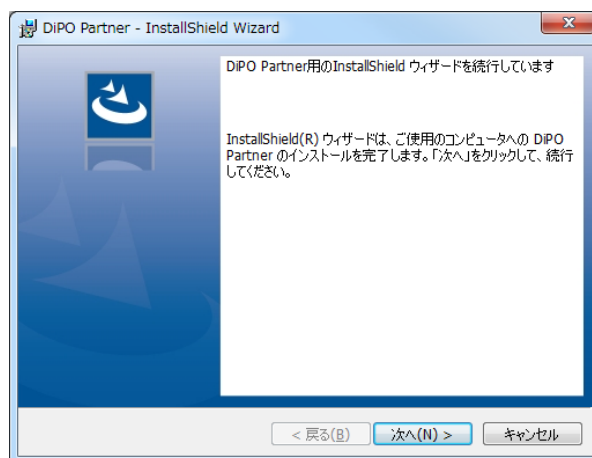 DiPO Partner - InstallShield Wizard
DiPO Partner用のInstallShield ウィザードを続行しています
InstallShield(R) ウィザードは、ご使用のコンピュータへの DiPO
Partner のインストールを完了します。「次へ」をクリックして、続行
してください。
< 戻る(B)
次へ(N) >
キャンセル